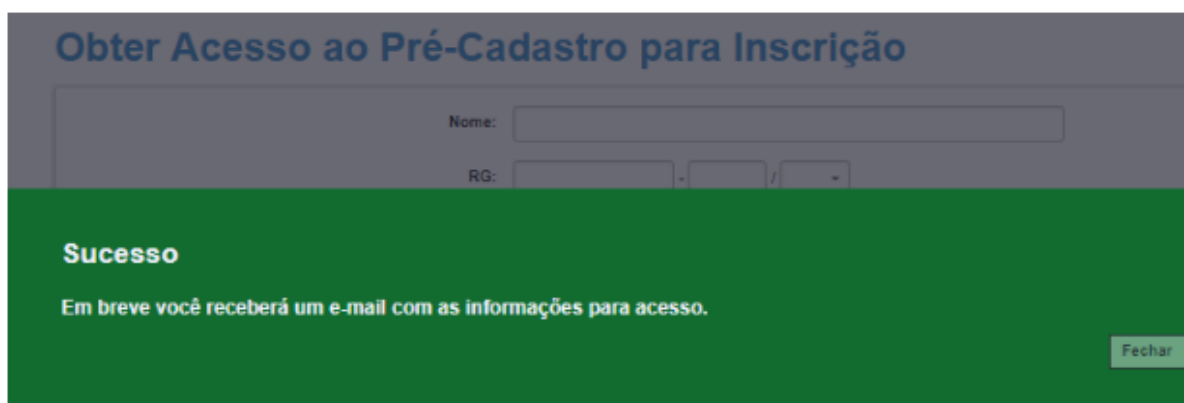 Obter Acesso ao Pré-Cadastro para Inscrição
Nome:
RG: - /
Sucesso
Em breve você receberá um e-mail com as informações para acesso.
Fechar